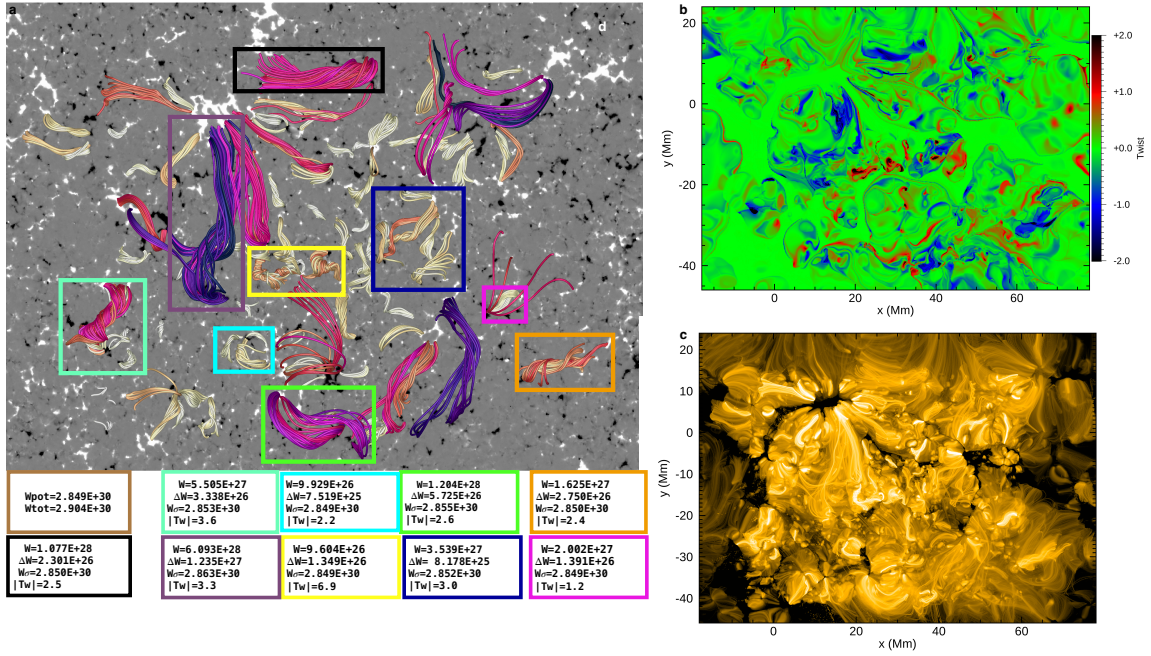 a
d
Wpot=2.849E+30
Wtot=2.904E+30
W=5.505E+27
ΔW=3.338E+26
Wσ=2.853E+30
|Tw|=3.6
W=9.929E+26
ΔW=7.519E+25
Wσ=2.849E+30
|Tw|=2.2
W=1.204E+28
ΔW=5.725E+26
Wσ=2.855E+30
|Tw|=2.6
W=1.625E+27
ΔW=2.750E+26
Wσ=2.850E+30
|Tw|=2.4
W=1.077E+28
ΔW=2.301E+26
Wσ=2.850E+30
|Tw|=2.5
W=6.093E+28
ΔW=1.235E+27
Wσ=2.863E+30
|Tw|=3.3
W=9.604E+26
ΔW=1.349E+26
Wσ=2.849E+30
|Tw|=6.9
W=3.539E+27
ΔW= 8.178E+25
Wσ=2.852E+30
|Tw|=3.0
W=2.002E+27
ΔW=1.391E+26
Wσ=2.849E+30
|Tw|=1.2
b
20
0
-20
-40
y (Mm)
0 20 40 60
x (Mm)
+2.0
+1.0
+0.0
-1.0
-2.0
Twist
c
20
10
0
-10
-20
-30
-40
y (Mm)
0 20 40 60
x (Mm)